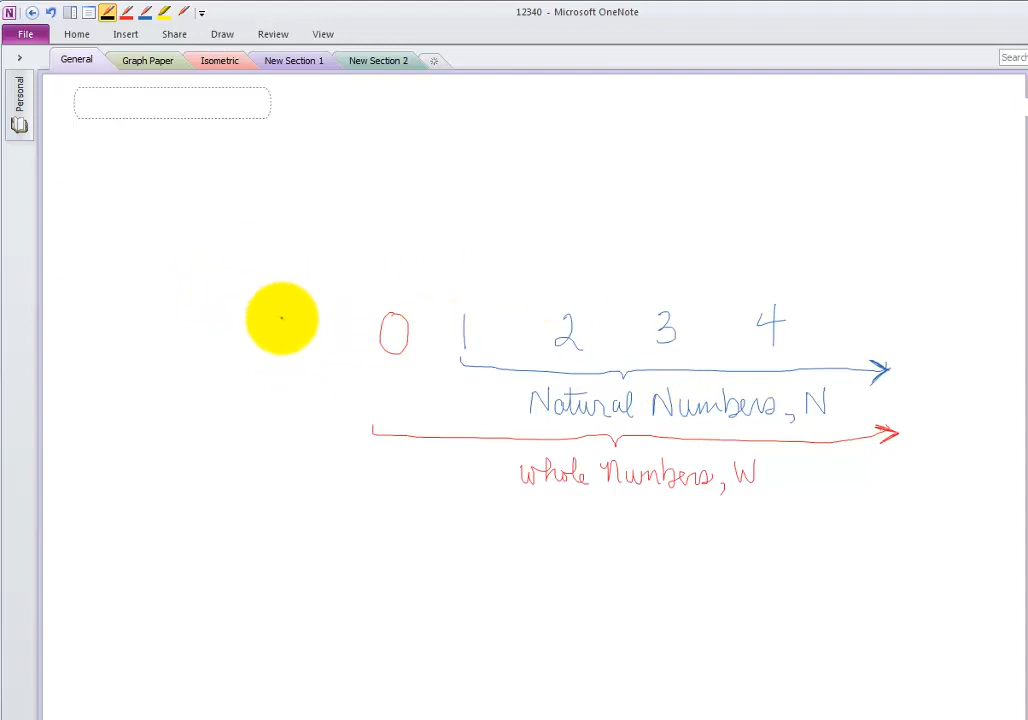 12340 - Microsoft OneNote
File Home Insert Share Draw Review View
General Graph Paper Isometric New Section 1 New Section 2
Search
Personal
0 1 2 3 4
Natural Numbers, N
Whole Numbers, W